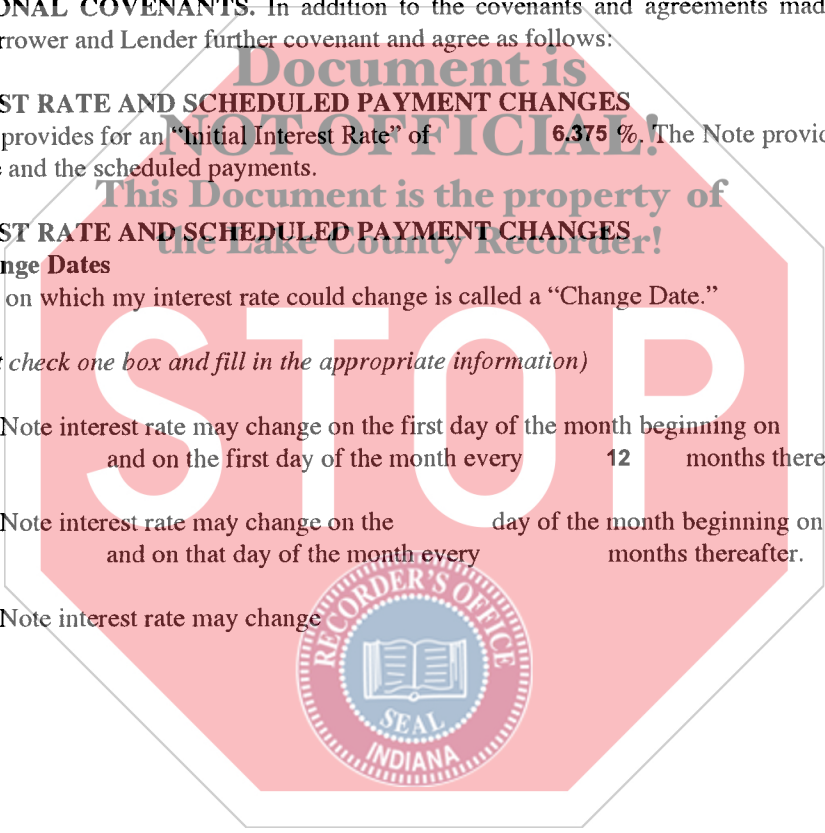 ONAL COVENANTS. In addition to the covenants and agreements mad
rrower and Lender further covenant and agree as follows:
Document is
ST RATE AND SCHEDULED PAYMENT CHANGES
provides for an “Initial Interest Rate” of 6.375 %. The Note provid
NOT OFFICIAL!
e and the scheduled payments.
This Document is the property of
ST RATE AND SCHEDULED PAYMENT CHANGES
the Lake County Recorder!
nge Dates
on which my interest rate could change is called a “Change Date.”
STOP
check one box and fill in the appropriate information)
Note interest rate may change on the first day of the month beginning on
and on the first day of the month every 12 months there
Note interest rate may change on the day of the month beginning on
and on that day of the month every months thereafter.
Note interest rate may change
RECORDER'S OFFICE
SEAL
INDIANA